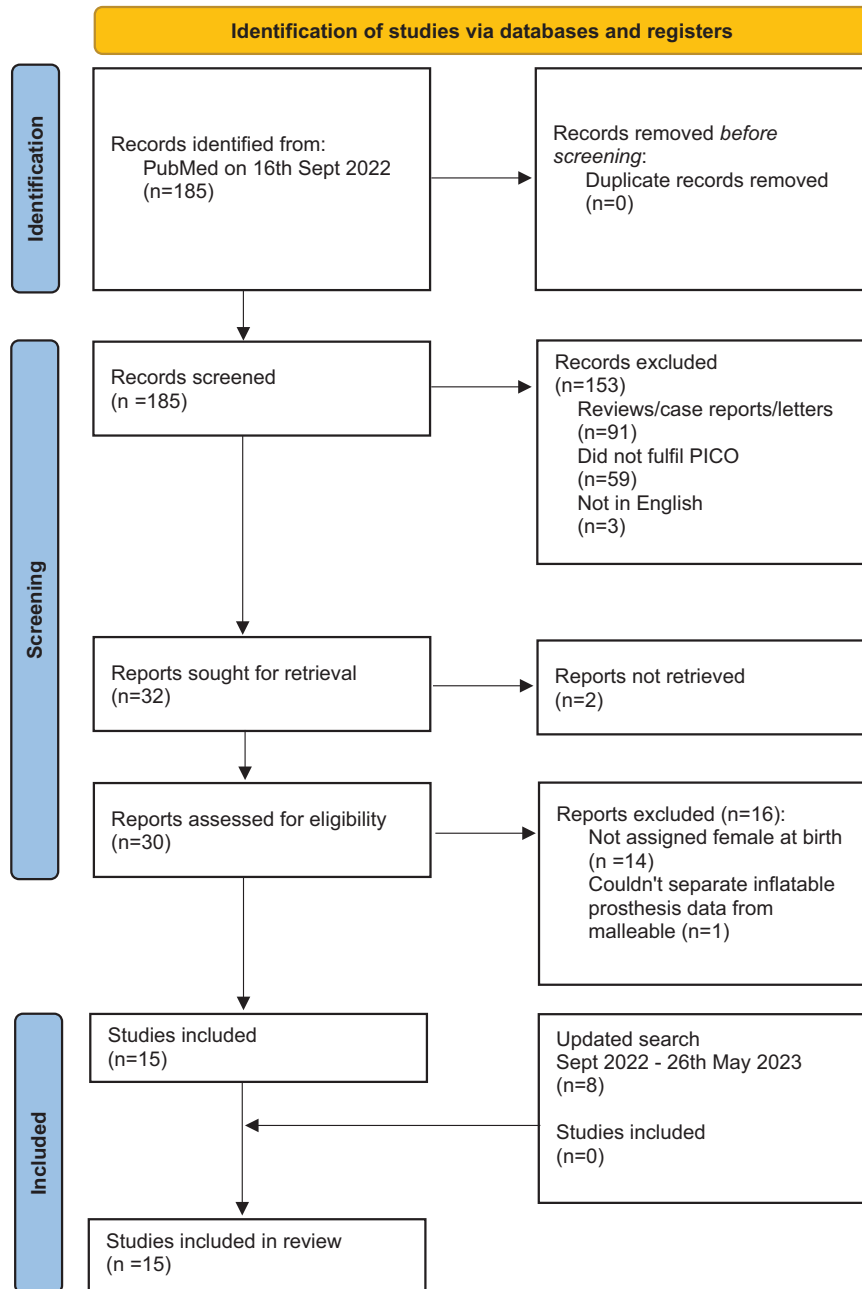 Identification of studies via databases and registers
Identification
Records identified from:
PubMed on 16th Sept 2022
(n=185)
Records removed before
screening:
Duplicate records removed
(n=0)
Screening
Records screened
(n =185)
Records excluded
(n=153)
Reviews/case reports/letters
(n=91)
Did not fulfil PICO
(n=59)
Not in English
(n=3)
Reports sought for retrieval
(n=32)
Reports not retrieved
(n=2)
Reports assessed for eligibility
(n=30)
Reports excluded (n=16):
Not assigned female at birth
(n =14)
Couldn't separate inflatable
prosthesis data from
malleable (n=1)
Included
Studies included
(n=15)
Updated search
Sept 2022 - 26th May 2023
(n=8)
Studies included
(n=0)
Studies included in review
(n =15)